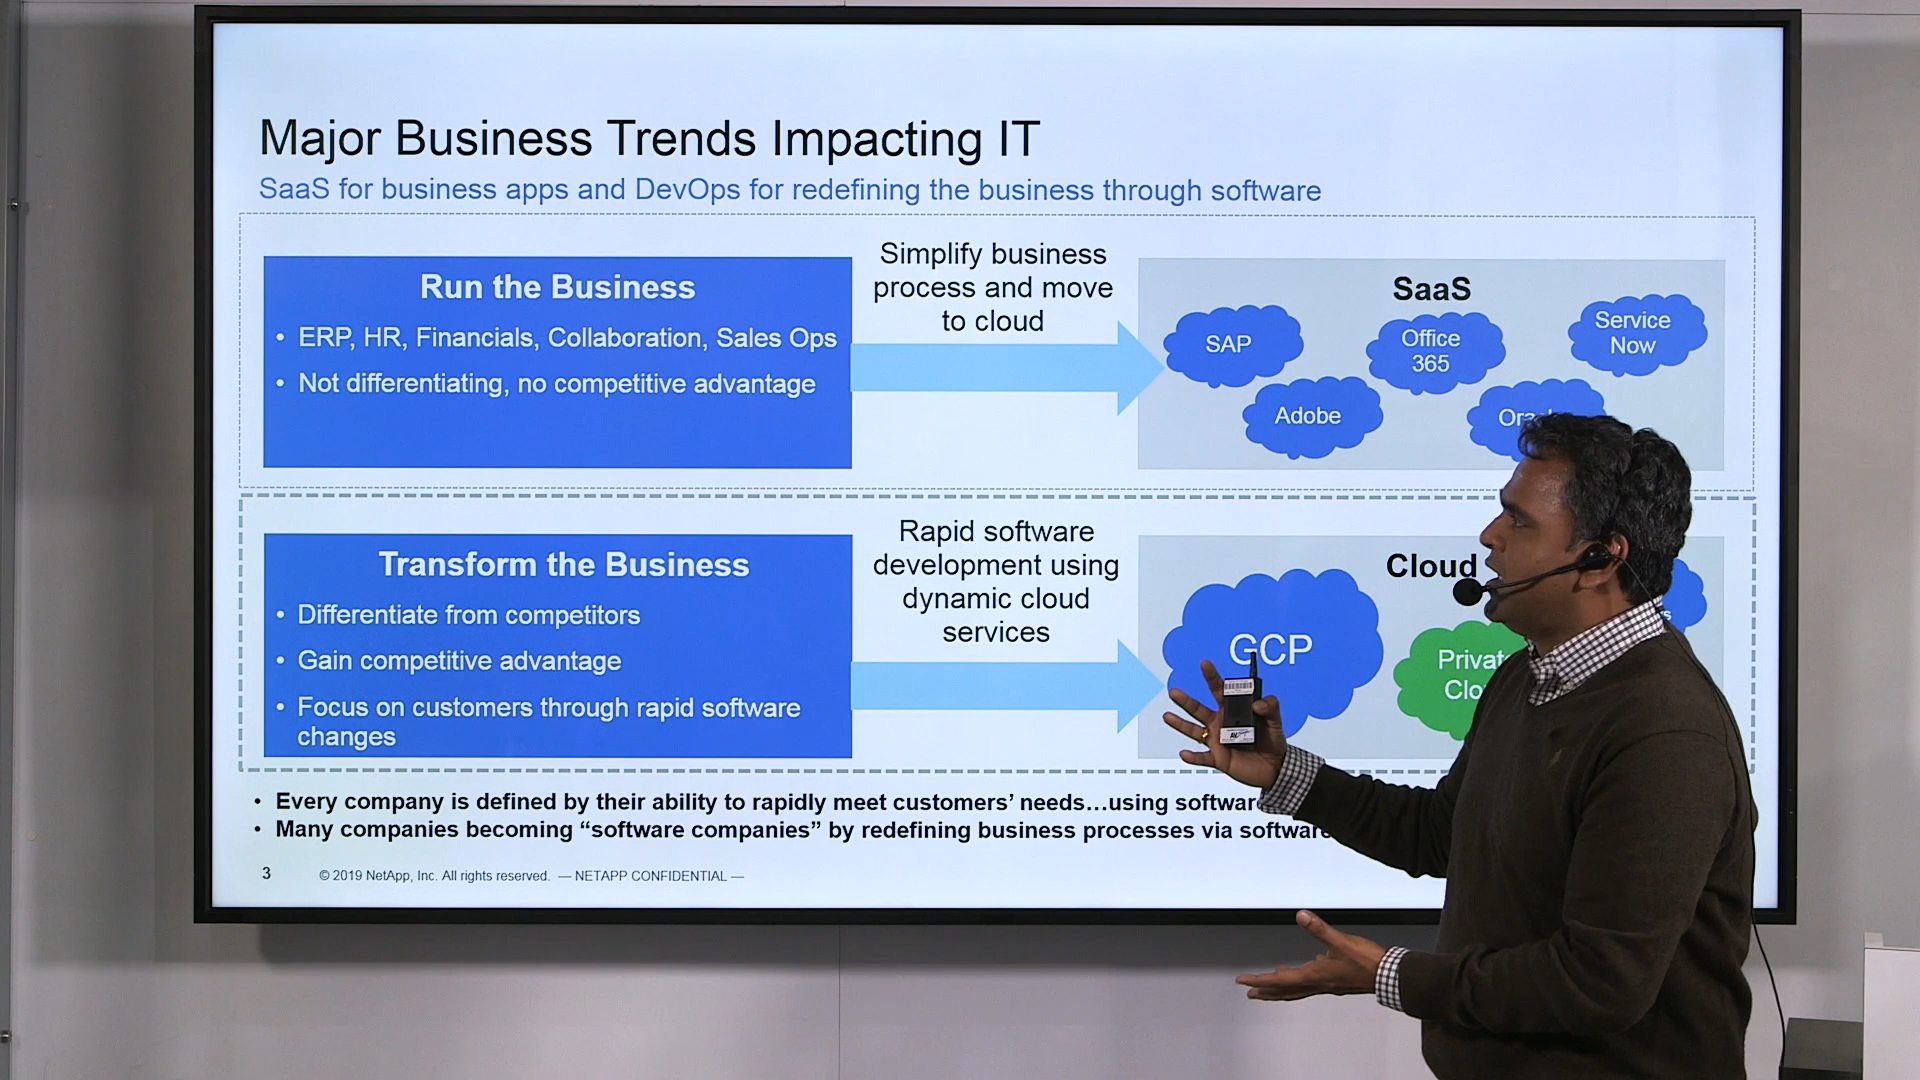 Major Business Trends Impacting IT
SaaS for business apps and DevOps for redefining the business through software
Run the Business
• ERP, HR, Financials, Collaboration, Sales Ops
• Not differentiating, no competitive advantage
Simplify business
process and move
to cloud
SaaS
SAP
Office
365
Service
Now
Adobe
Transform the Business
• Differentiate from competitors
• Gain competitive advantage
• Focus on customers through rapid software
changes
Rapid software
development using
dynamic cloud
services
Cloud
GCP
• Every company is defined by their ability to rapidly meet customers’ needs…using software
• Many companies becoming “software companies” by redefining business processes via software
3
© 2019 NetApp, Inc. All rights reserved. — NETAPP CONFIDENTIAL —